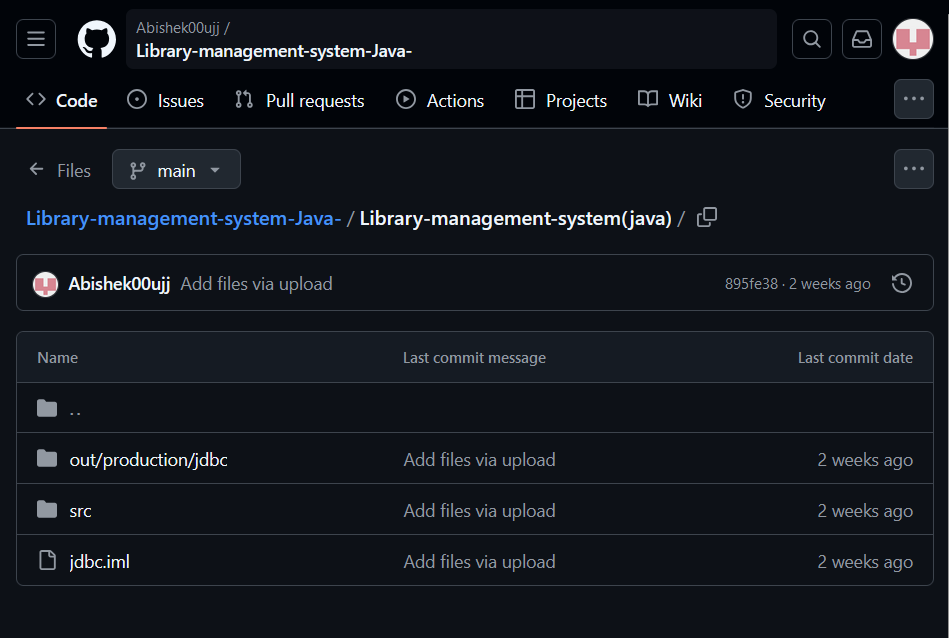 Abishek00ujj /
Library-management-system-Java-
Code Issues Pull requests Actions Projects Wiki Security
Files main
Library-management-system-Java- / Library-management-system(java) /
Abishek00ujj Add files via upload 895fe38 · 2 weeks ago
Name Last commit message Last commit date
..
out/production/jdbc Add files via upload 2 weeks ago
src Add files via upload 2 weeks ago
jdbc.iml Add files via upload 2 weeks ago